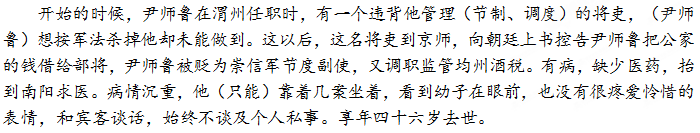 开始的时候，尹师鲁在渭州任职时，有一个违背他管理（节制、调度）的将吏，（尹师
鲁）想按军法杀掉他却未能做到。这以后，这名将吏到京师，向朝廷上书控告尹师鲁把公家
的钱借给部将，尹师鲁被贬为崇信军节度副使，又调职监管均州酒税。有病，缺少医药，抬
到南阳求医。病情沉重，他（只能）靠着几案坐着，看到幼子在眼前，也没有很疼爱怜惜的
表情，和宾客谈话，始终不谈及个人私事。享年四十六岁去世。